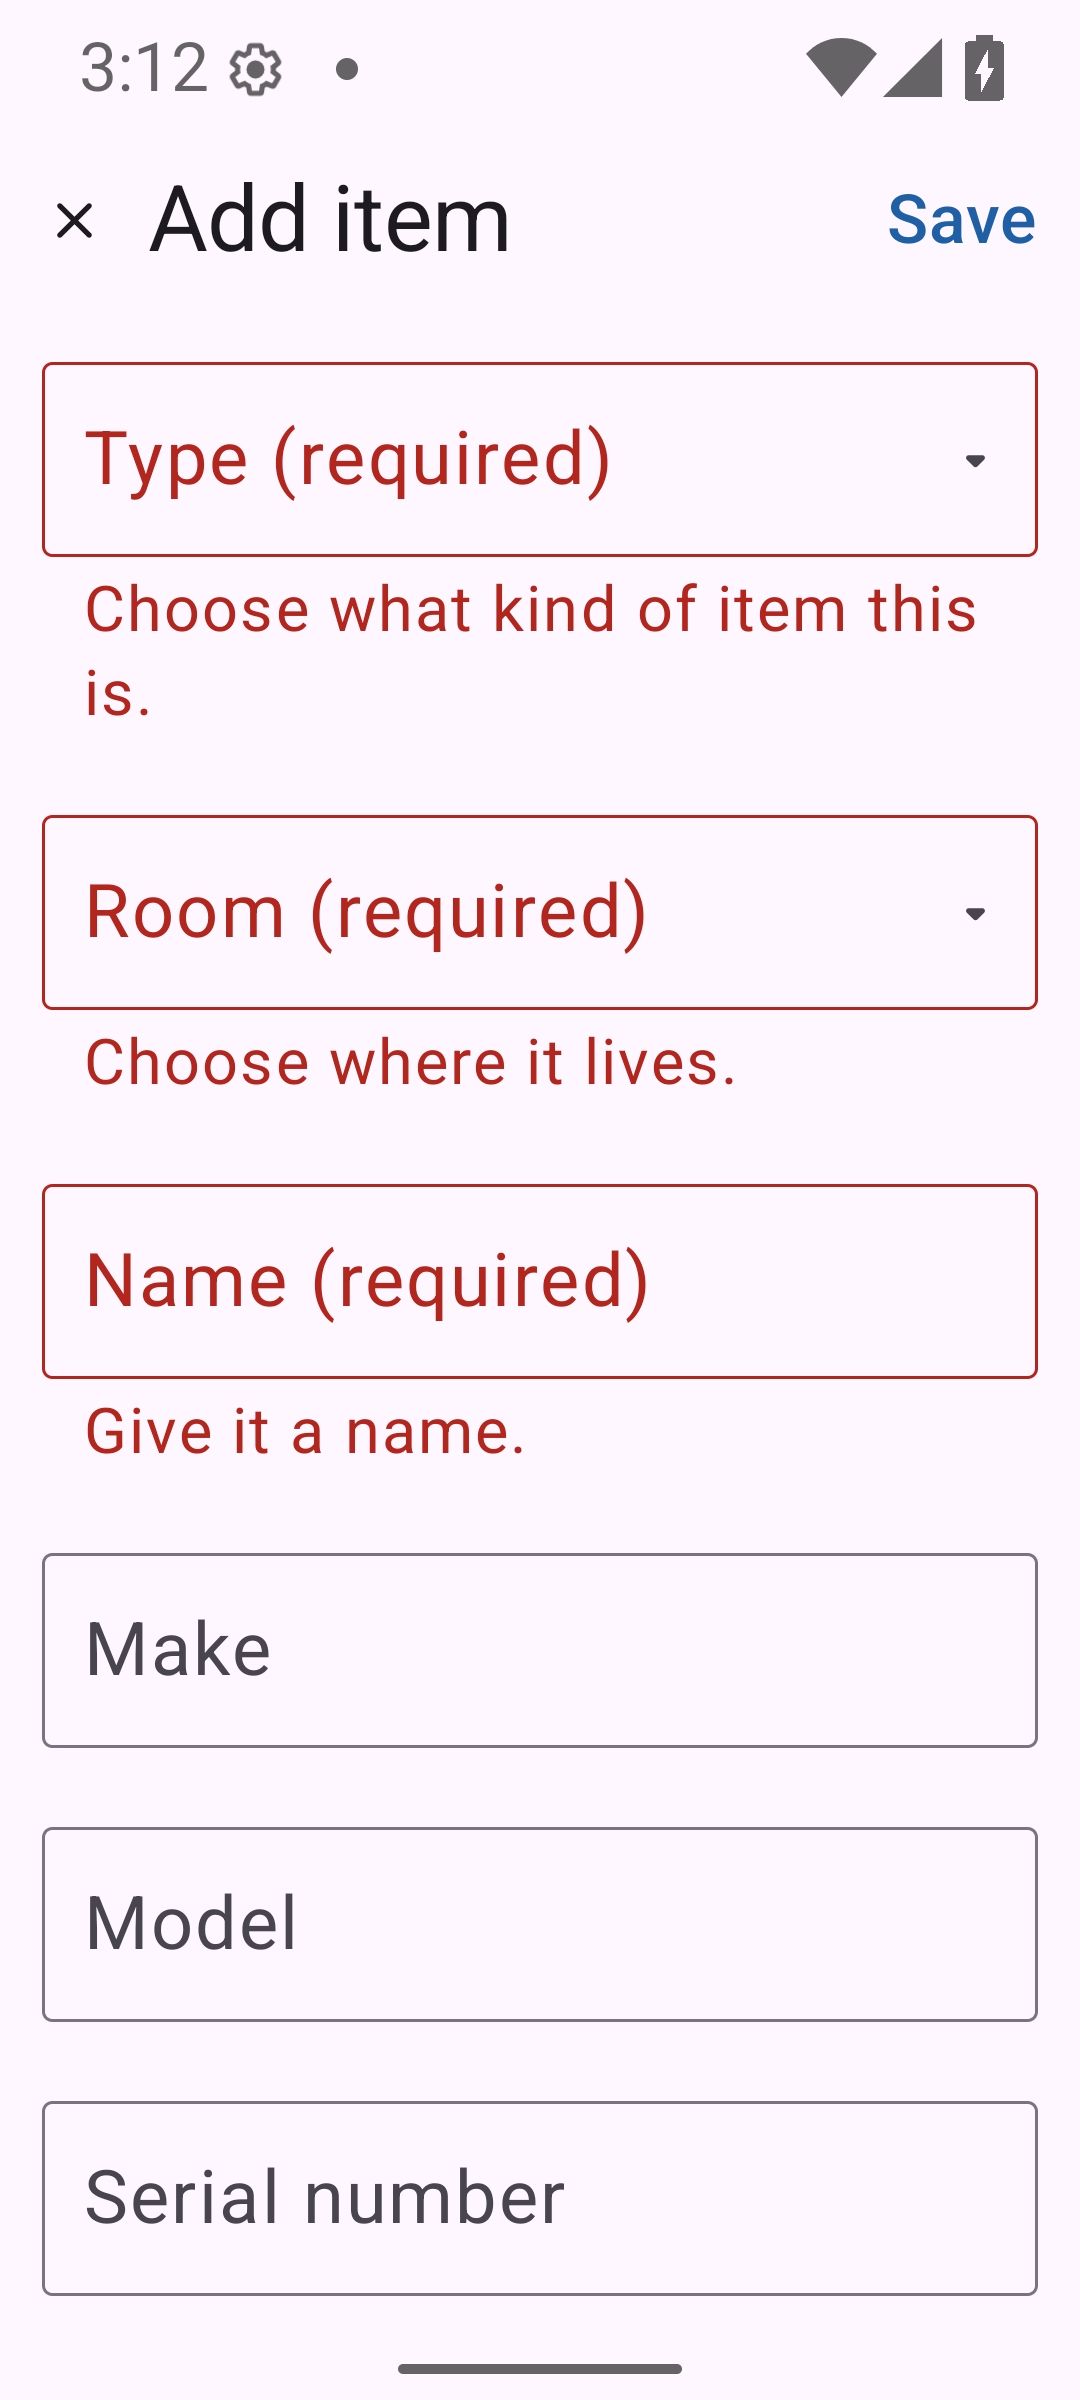 3:12
Add item
Save
Type (required)
Choose what kind of item this
is.
Room (required)
Choose where it lives.
Name (required)
Give it a name.
Make
Model
Serial number